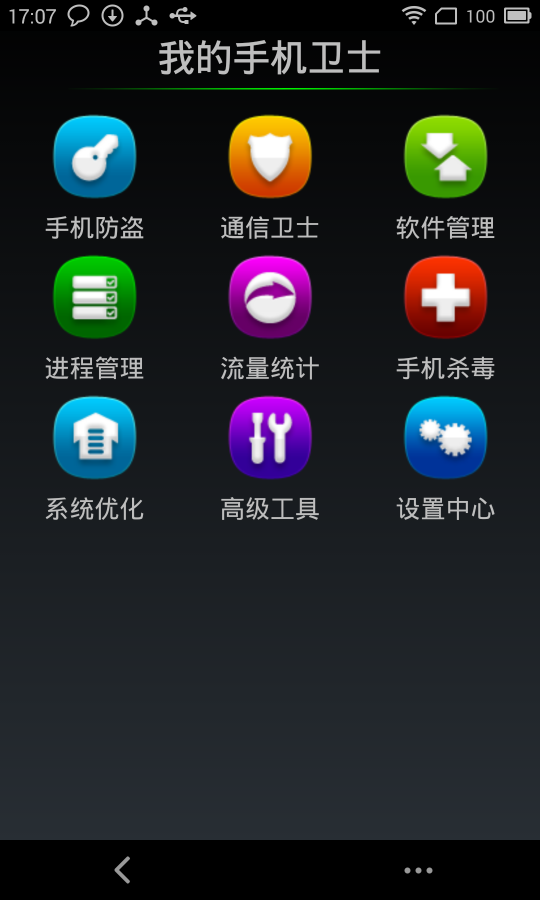 17:07 100
我的手机卫士
手机防盗 通信卫士 软件管理
进程管理 流量统计 手机杀毒
系统优化 高级工具 设置中心